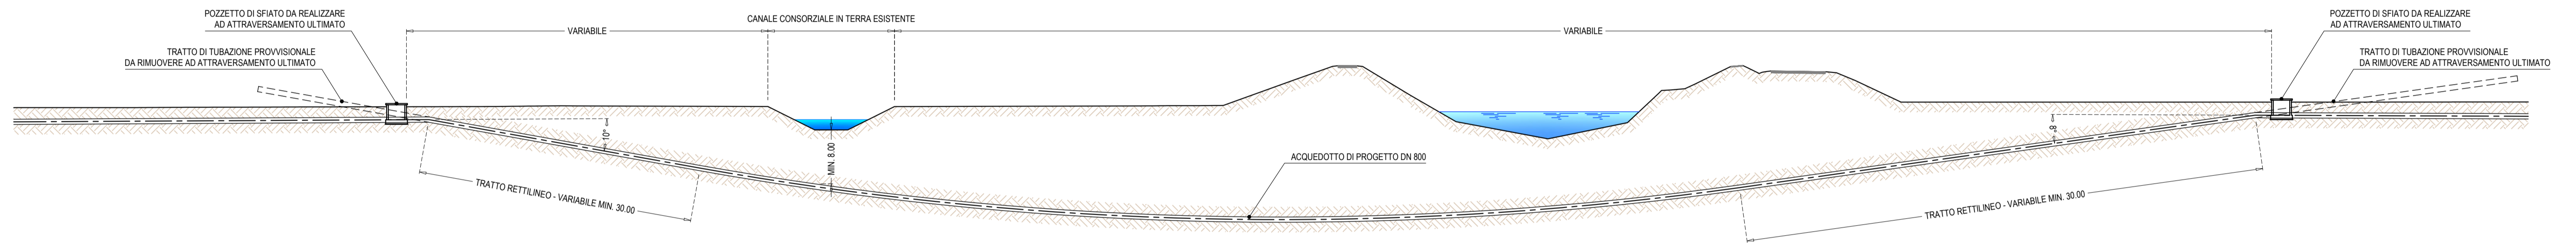 POZZETTO DI SFIATO DA REALIZZARE
AD ATTRAVERSAMENTO ULTIMATO
CANALE CONSORZIALE IN TERRA ESISTENTE
POZZETTO DI SFIATO DA REALIZZARE
AD ATTRAVERSAMENTO ULTIMATO
VARIABILE
VARIABILE
TRATTO DI TUBAZIONE PROVVISIONALE
DA RIMUOVERE AD ATTRAVERSAMENTO ULTIMATO
TRATTO DI TUBAZIONE PROVVISIONALE
DA RIMUOVERE AD ATTRAVERSAMENTO ULTIMATO
10°
8°
MIN. 8.00
ACQUEDOTTO DI PROGETTO DN 800
TRATTO RETTILINEO - VARIABILE MIN. 30.00
TRATTO RETTILINEO - VARIABILE MIN. 30.00